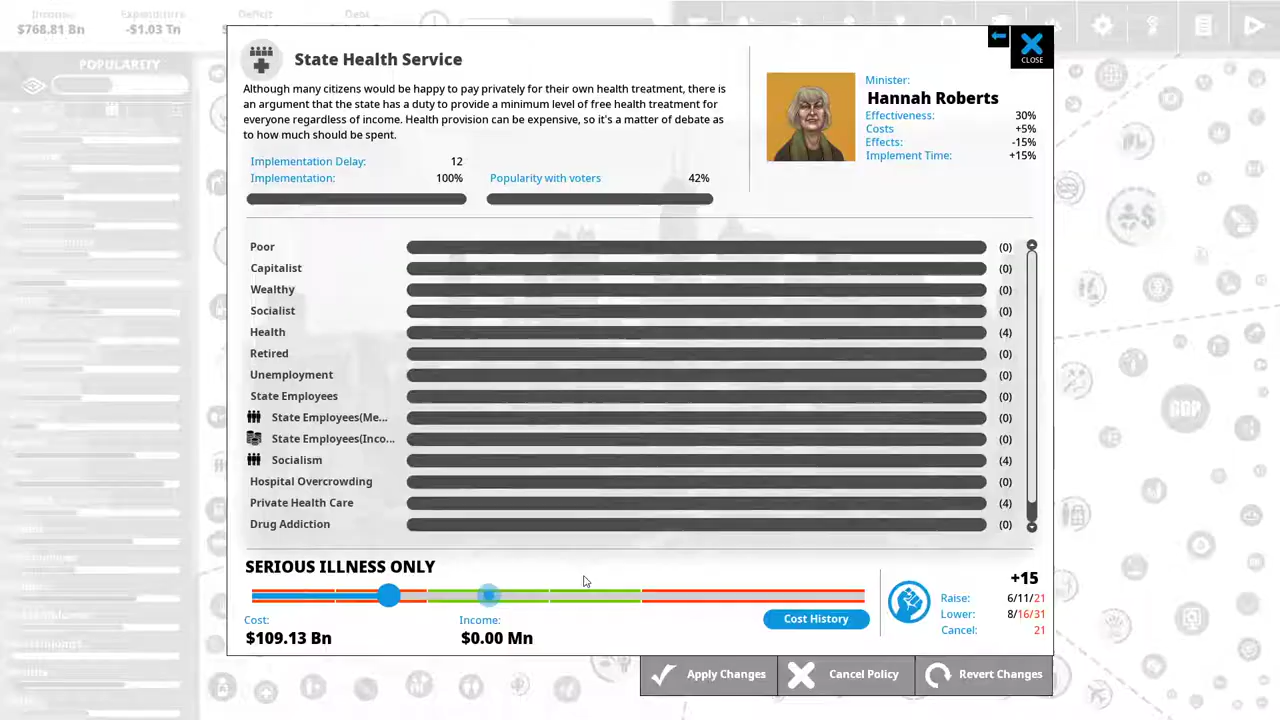 Income:
Expenditure
Deficit
Debt
$768.81 Bn
-$1.03 Tn
POPULARITY
State Health Service
Although many citizens would be happy to pay privately for their own health treatment, there is
an argument that the state has a duty to provide a minimum level of free health treatment for
everyone regardless of income. Health provision can be expensive, so it's a matter of debate as
to how much should be spent.
Implementation Delay: 12
Implementation: 100%
Popularity with voters 42%
CLOSE
Minister:
Hannah Roberts
Effectiveness: 30%
Costs +5%
Effects: -15%
Implement Time: +15%
Poor (0)
Capitalist (0)
Wealthy (0)
Socialist (0)
Health (4)
Retired (0)
Unemployment (0)
State Employees (0)
State Employees(Me... (0)
State Employees(Inco... (0)
Socialism (4)
Hospital Overcrowding (0)
Private Health Care (4)
Drug Addiction (0)
GDP
SERIOUS ILLNESS ONLY
Cost:
$109.13 Bn
Income:
$0.00 Mn
Cost History
+15
Raise: 6/11/21
Lower: 8/16/31
Cancel: 21
Apply Changes
Cancel Policy
Revert Changes